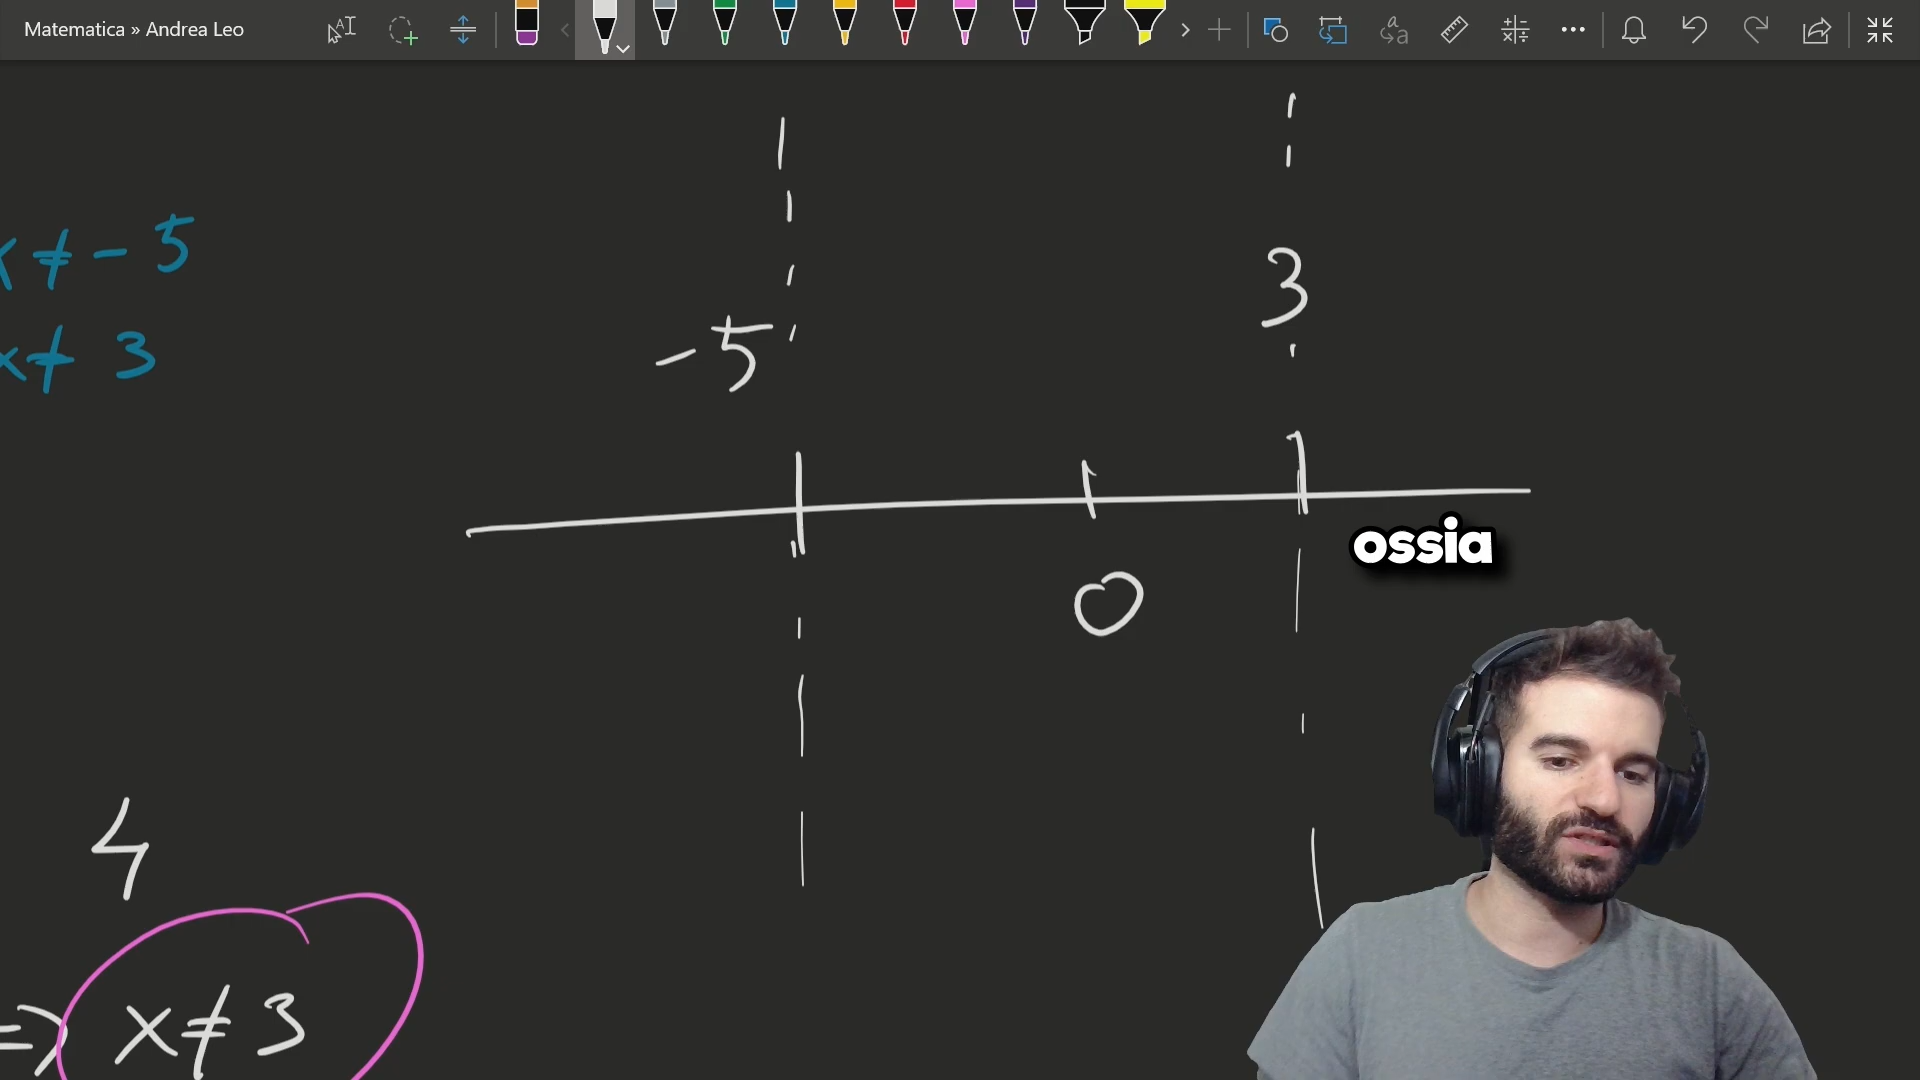 Matematica » Andrea Leo
x ≠ - 5
x ≠ 3
-5
3
0
ossia
4
=> x ≠ 3